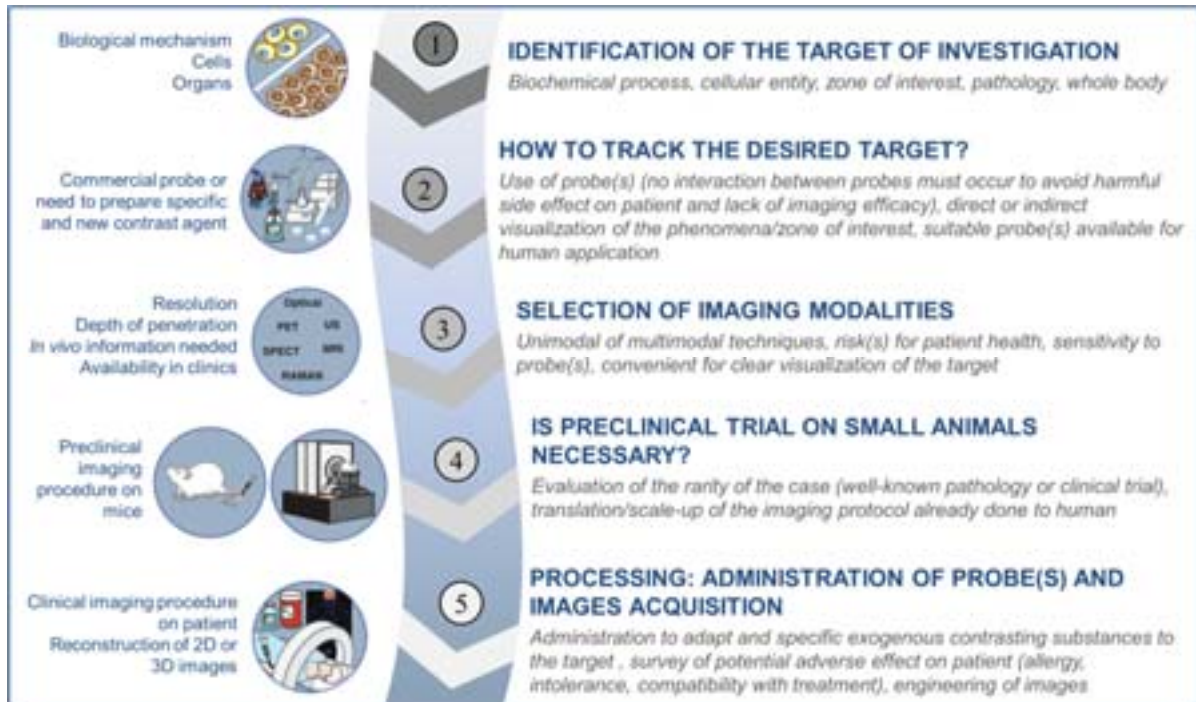 Biological mechanism
Cells
Organs
1
IDENTIFICATION OF THE TARGET OF INVESTIGATION
Biochemical process, cellular entity, zone of interest, pathology, whole body
Commercial probe or
need to prepare specific
and new contrast agent
2
HOW TO TRACK THE DESIRED TARGET?
Use of probe(s) (no interaction between probes must occur to avoid harmful
side effect on patient and lack of imaging efficacy), direct or indirect
visualization of the phenomena/zone of interest, suitable probe(s) available for
human application
Resolution
Depth of penetration
In vivo information needed
Availability in clinics
Optical
PET US
SPECT MRI
RAMAN
3
SELECTION OF IMAGING MODALITIES
Unimodal of multimodal techniques, risk(s) for patient health, sensitivity to
probe(s), convenient for clear visualization of the target
Preclinical
imaging
procedure on
mice
4
IS PRECLINICAL TRIAL ON SMALL ANIMALS
NECESSARY?
Evaluation of the rarity of the case (well-known pathology or clinical trial),
translation/scale-up of the imaging protocol already done to human
Clinical imaging procedure
on patient
Reconstruction of 2D or
3D images
5
PROCESSING: ADMINISTRATION OF PROBE(S) AND
IMAGES ACQUISITION
Administration to adapt and specific exogenous contrasting substances to
the target , survey of potential adverse effect on patient (allergy,
intolerance, compatibility with treatment), engineering of images